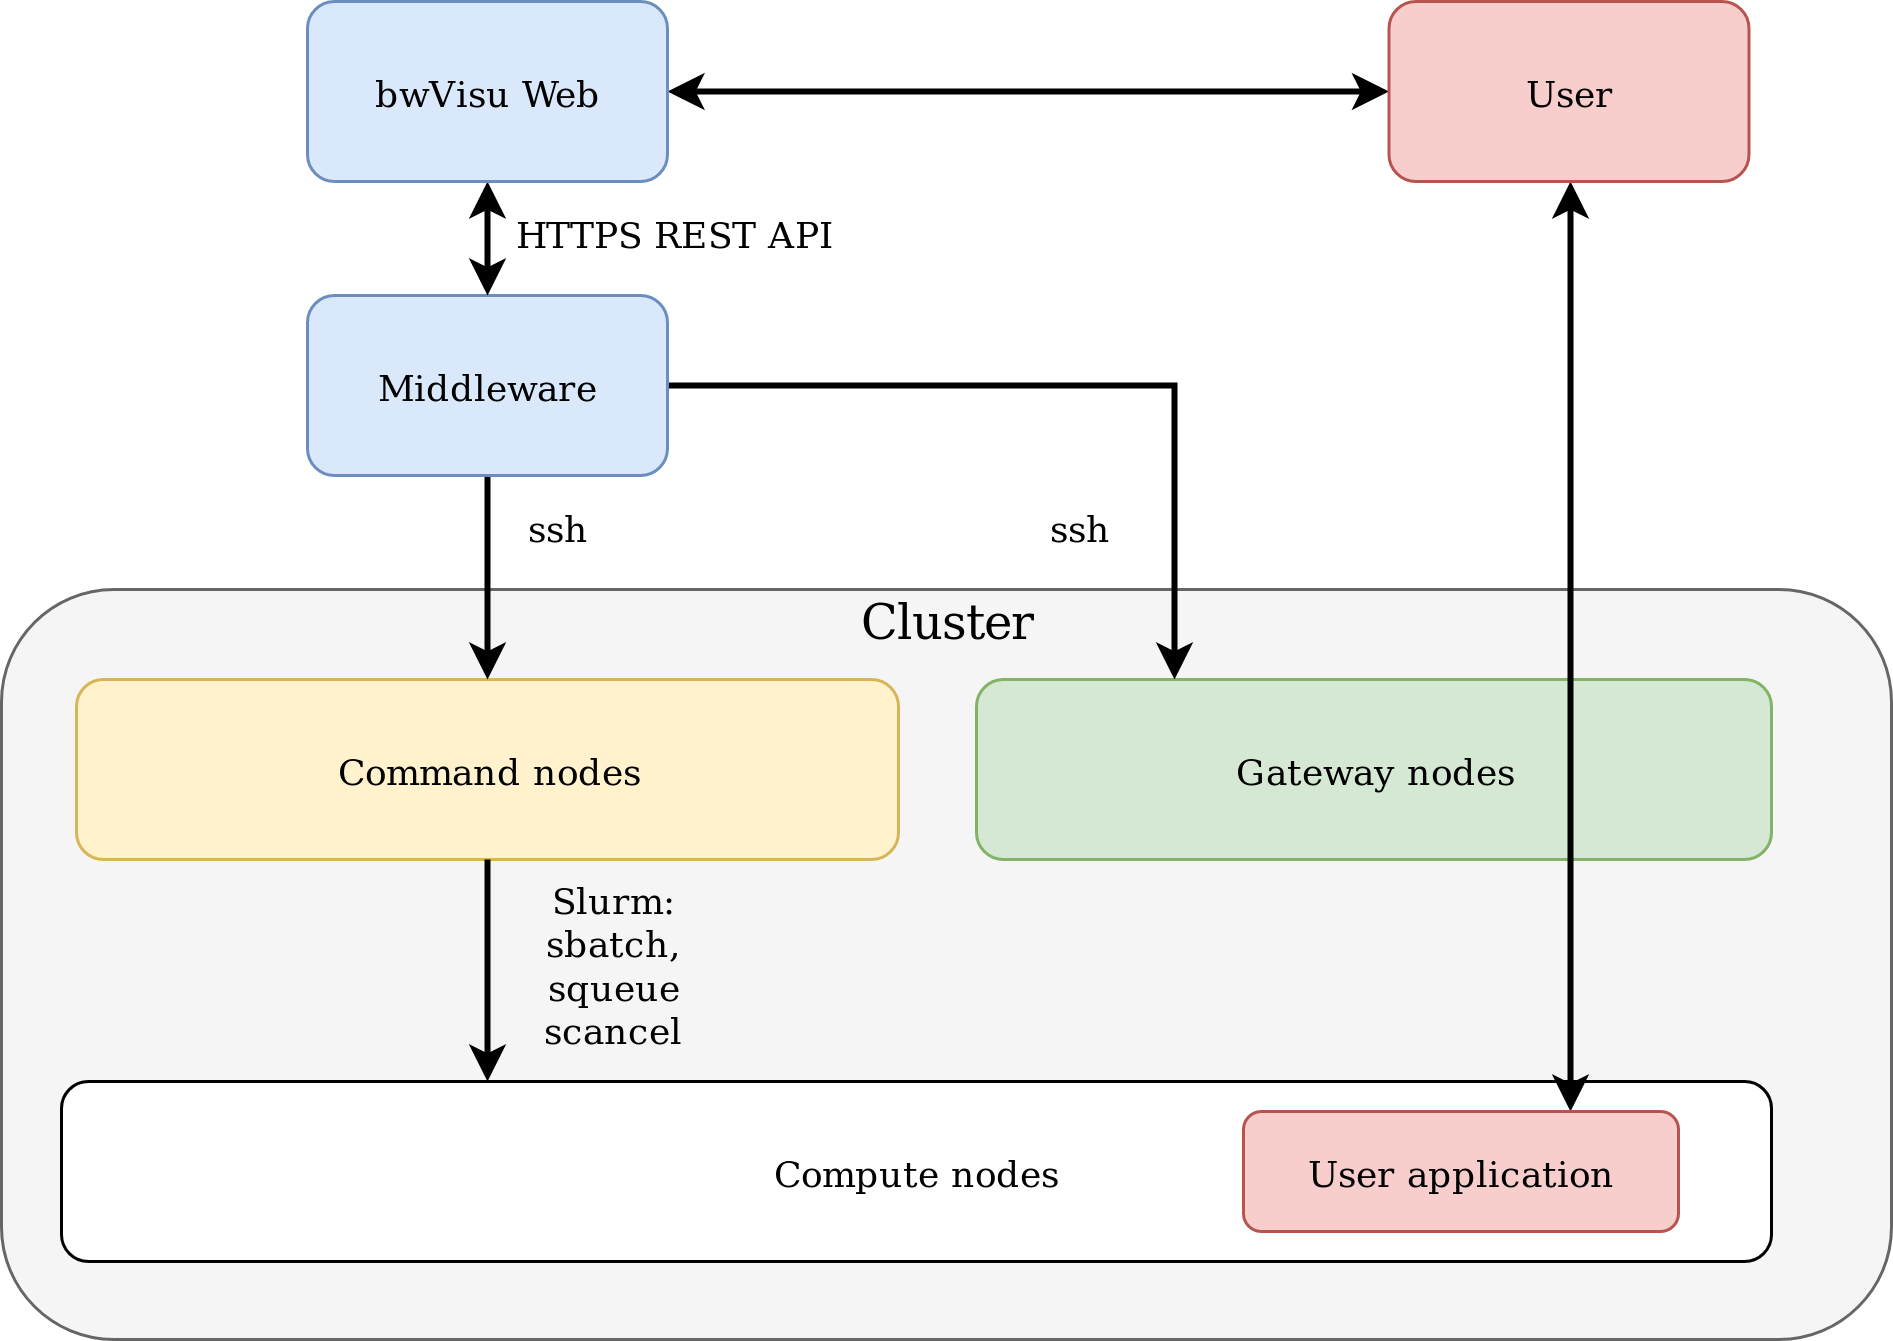 bwVisu Web
User
HTTPS REST API
Middleware
ssh
ssh
Cluster
Command nodes
Gateway nodes
Slurm:
sbatch,
squeue
scancel
Compute nodes
User application